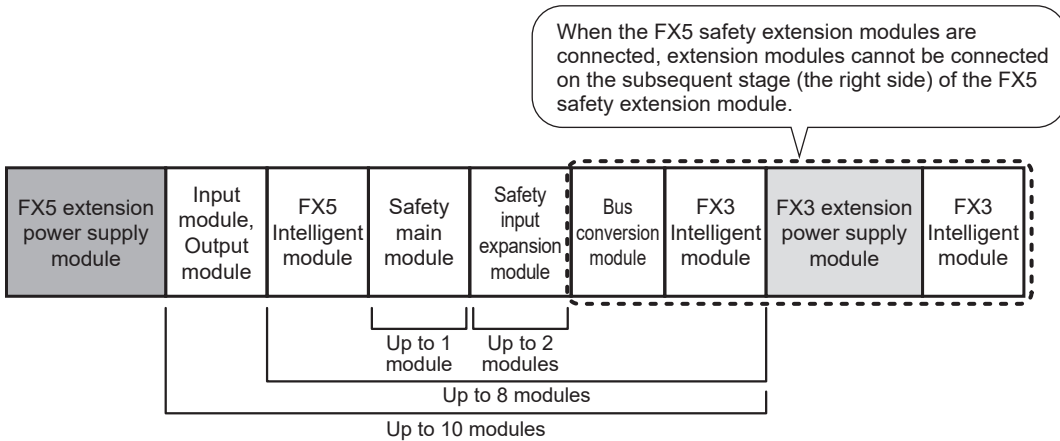 When the FX5 safety extension modules are
connected, extension modules cannot be connected
on the subsequent stage (the right side) of the FX5
safety extension module.
FX5 extension
power supply
module
Input
module,
Output
module
FX5
Intelligent
module
Safety
main
module
Safety
input
expansion
module
Bus
conversion
module
FX3
Intelligent
module
FX3 extension
power supply
module
FX3
Intelligent
module
Up to 1
module
Up to 2
modules
Up to 8 modules
Up to 10 modules